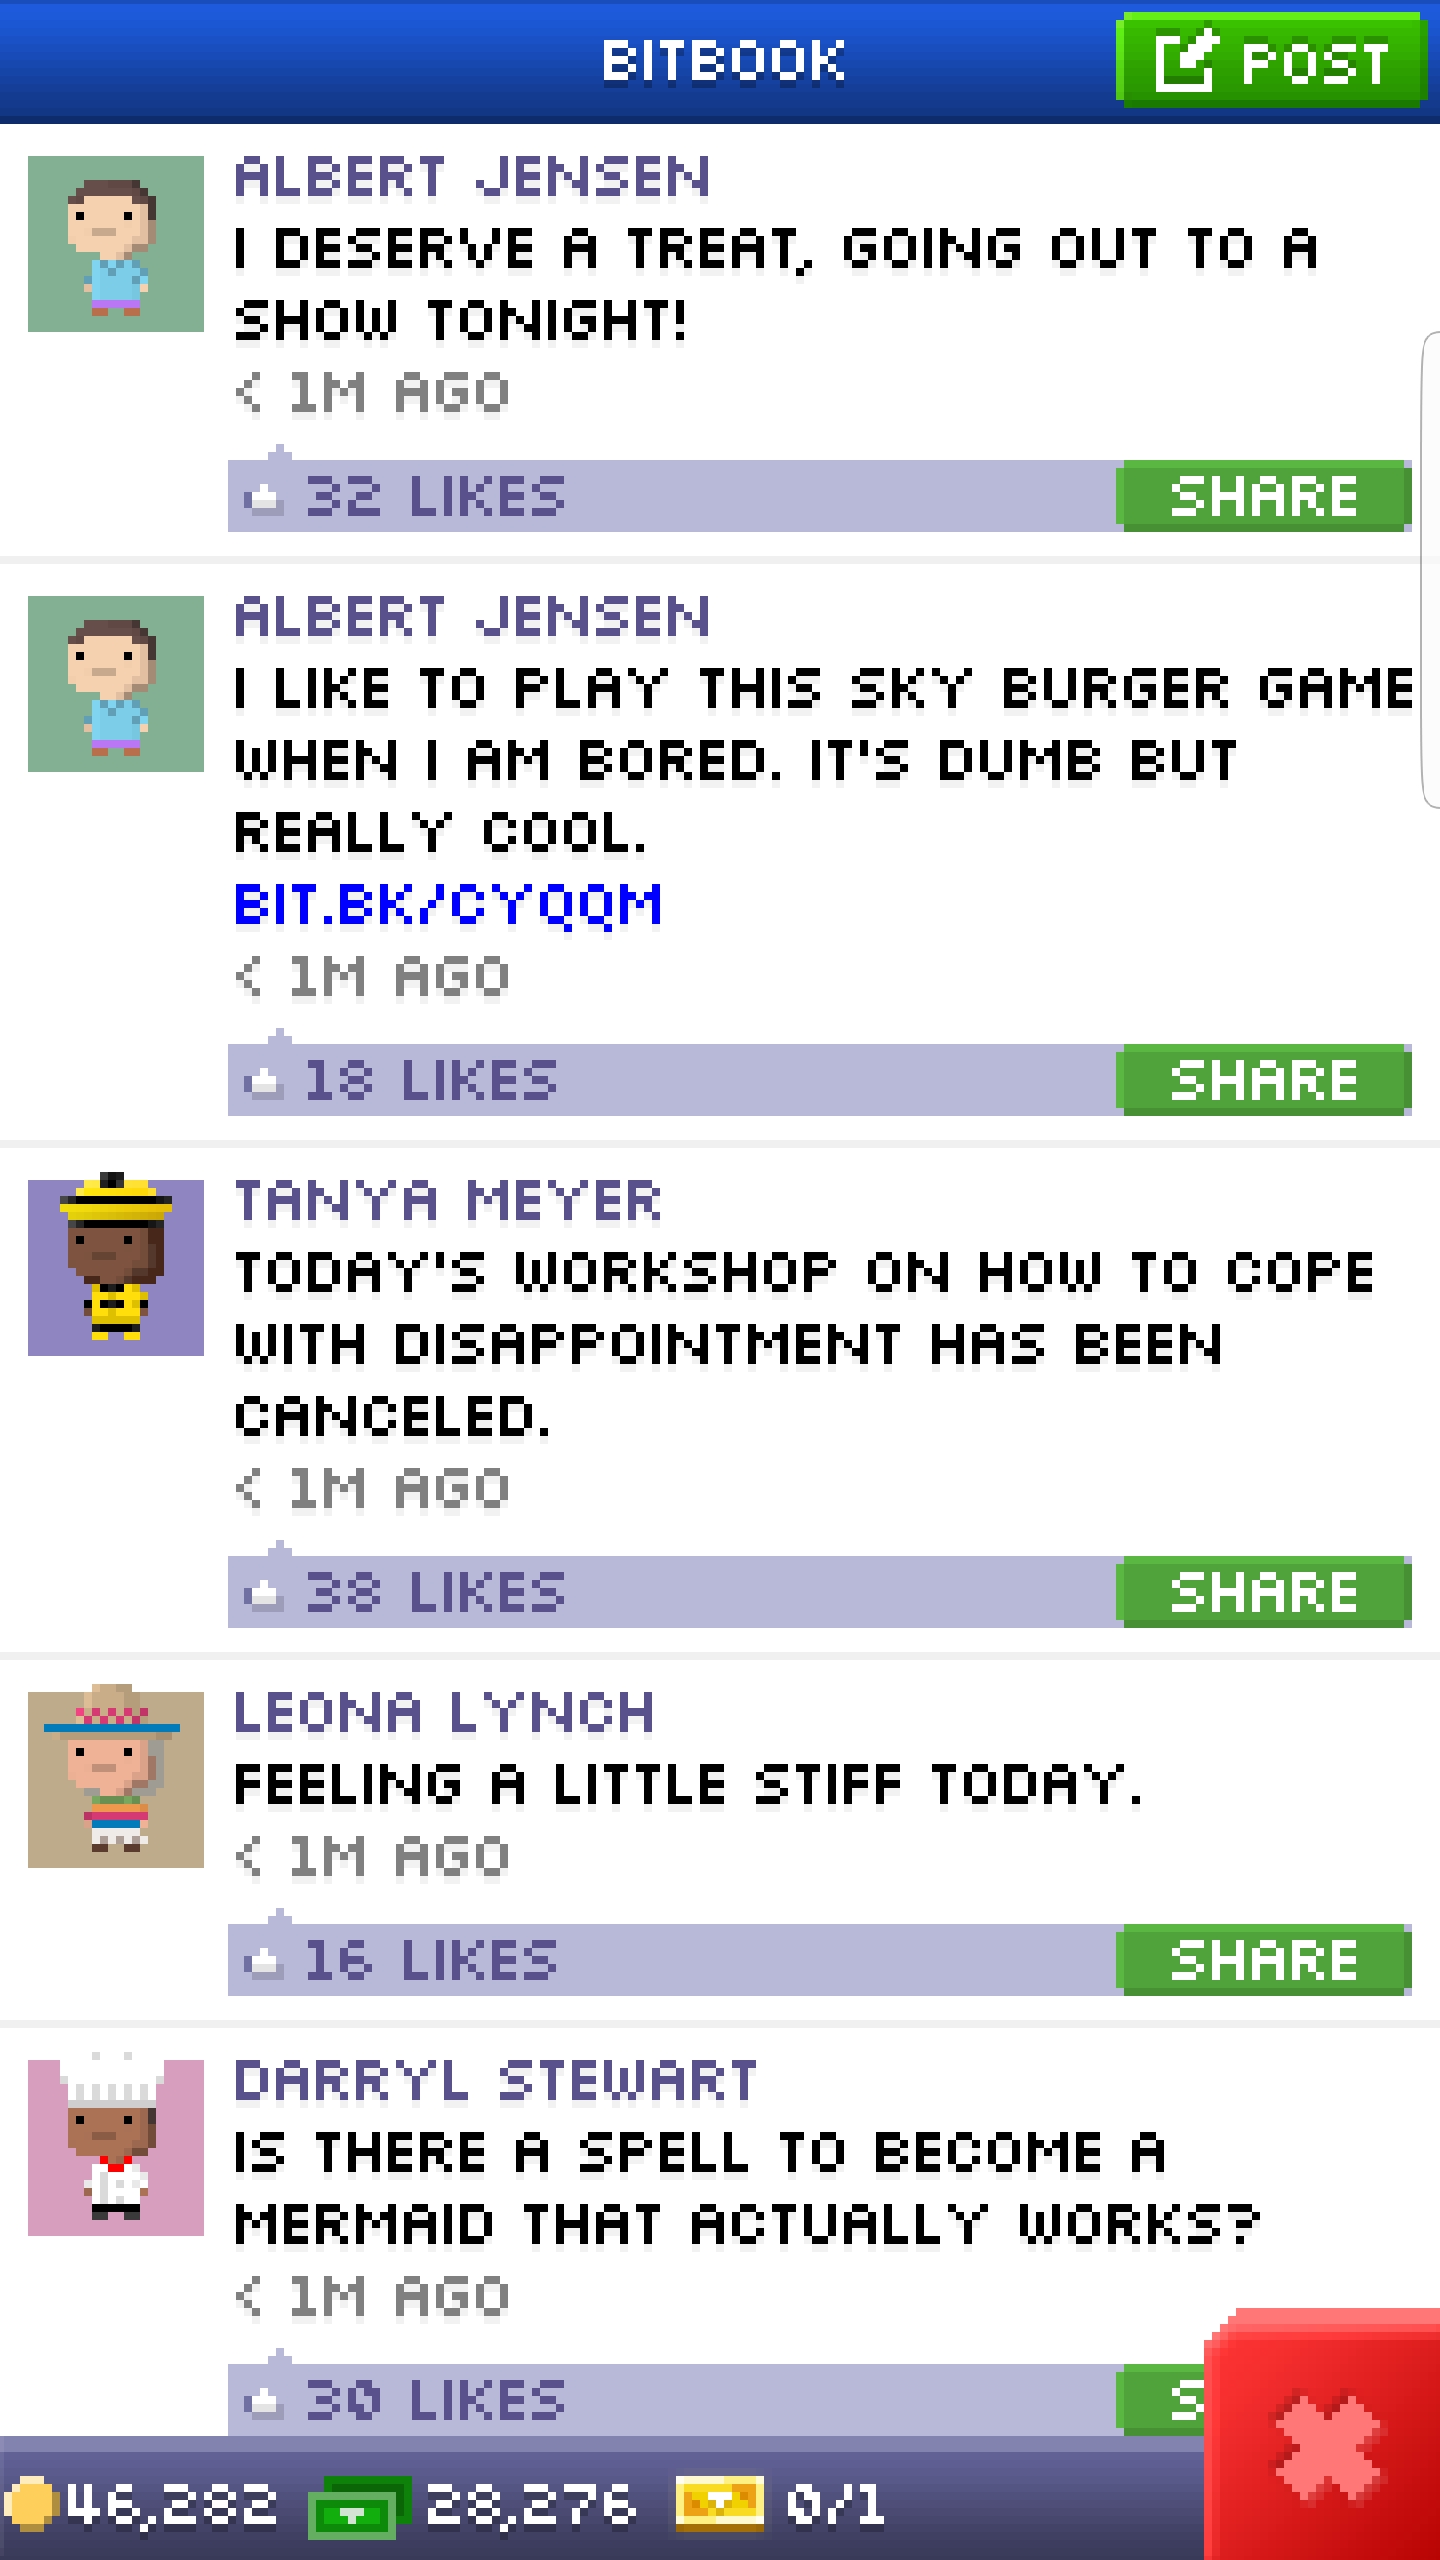 BITBOOK
POST
ALBERT JENSEN
I DESERVE A TREAT, GOING OUT TO A
SHOW TONIGHT!
< 1M AGO
32 LIKES
SHARE
ALBERT JENSEN
I LIKE TO PLAY THIS SKY BURGER GAME
WHEN I AM BORED. IT'S DUMB BUT
REALLY COOL.
BIT.BK/CYQQM
< 1M AGO
18 LIKES
SHARE
TANYA MEYER
TODAY'S WORKSHOP ON HOW TO COPE
WITH DISAPPOINTMENT HAS BEEN
CANCELED.
< 1M AGO
38 LIKES
SHARE
LEONA LYNCH
FEELING A LITTLE STIFF TODAY.
< 1M AGO
16 LIKES
SHARE
DARRYL STEWART
IS THERE A SPELL TO BECOME A
MERMAID THAT ACTUALLY WORKS?
< 1M AGO
30 LIKES
S
46,282
28,276
0/1